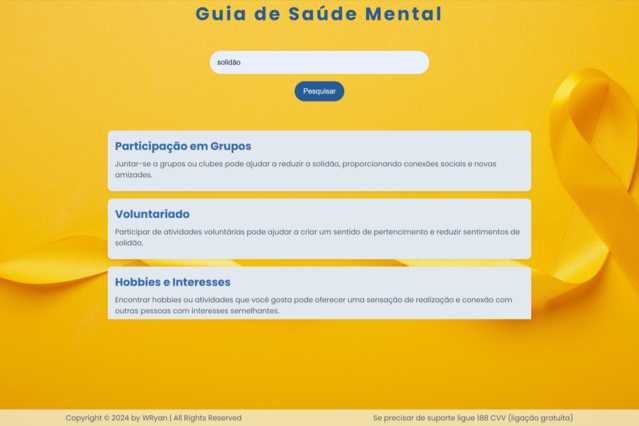 Guia de Saúde Mental
solidão
Pesquisar
Participação em Grupos
Juntar-se a grupos ou clubes pode ajudar a reduzir a solidão, proporcionando conexões sociais e novas
amizades.
Voluntariado
Participar de atividades voluntárias pode ajudar a criar um sentido de pertencimento e reduzir sentimentos de
solidão.
Hobbies e Interesses
Encontrar hobbies ou atividades que você gosta pode oferecer uma sensação de realização e conexão com
outras pessoas com interesses semelhantes.
Copyright © 2024 by WRyan | All Rights Reserved
Se precisar de suporte ligue 188 CVV (ligação gratuita)